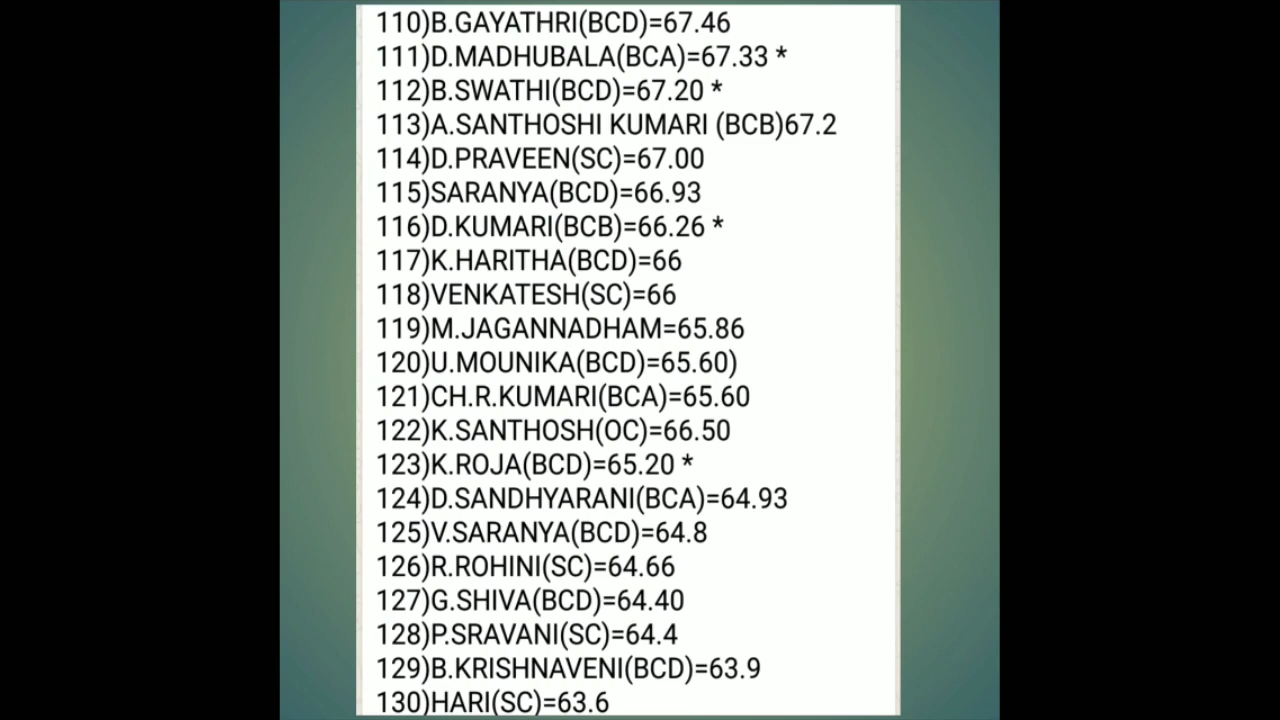 110)B.GAYATHRI(BCD)=67.46
111)D.MADHUBALA(BCA)=67.33 *
112)B.SWATHI(BCD)=67.20 *
113)A.SANTHOSHI KUMARI (BCB)67.2
114)D.PRAVEEN(SC)=67.00
115)SARANYA(BCD)=66.93
116)D.KUMARI(BCB)=66.26 *
117)K.HARITHA(BCD)=66
118)VENKATESH(SC)=66
119)M.JAGANNADHAM=65.86
120)U.MOUNIKA(BCD)=65.60)
121)CH.R.KUMARI(BCA)=65.60
122)K.SANTHOSH(OC)=66.50
123)K.ROJA(BCD)=65.20 *
124)D.SANDHYARANI(BCA)=64.93
125)V.SARANYA(BCD)=64.8
126)R.ROHINI(SC)=64.66
127)G.SHIVA(BCD)=64.40
128)P.SRAVANI(SC)=64.4
129)B.KRISHNAVENI(BCD)=63.9
130)HARI(SC)=63.6